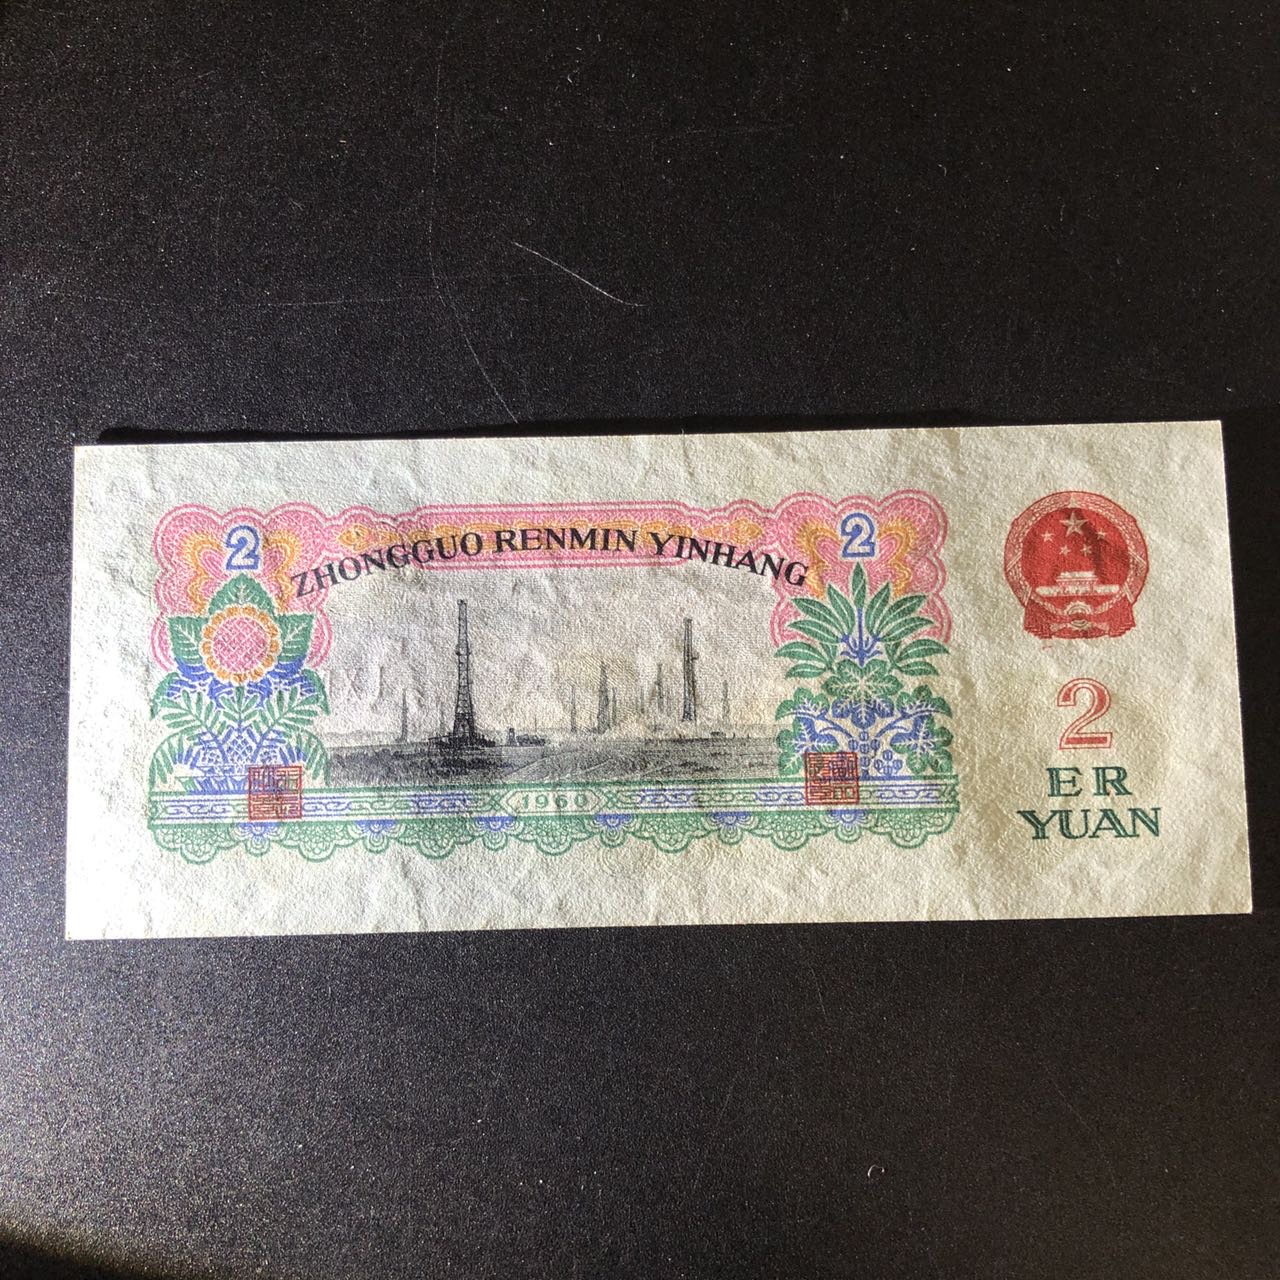 2
2
ZHONGGUO RENMIN YINHANG
1960
2
ER
YUAN